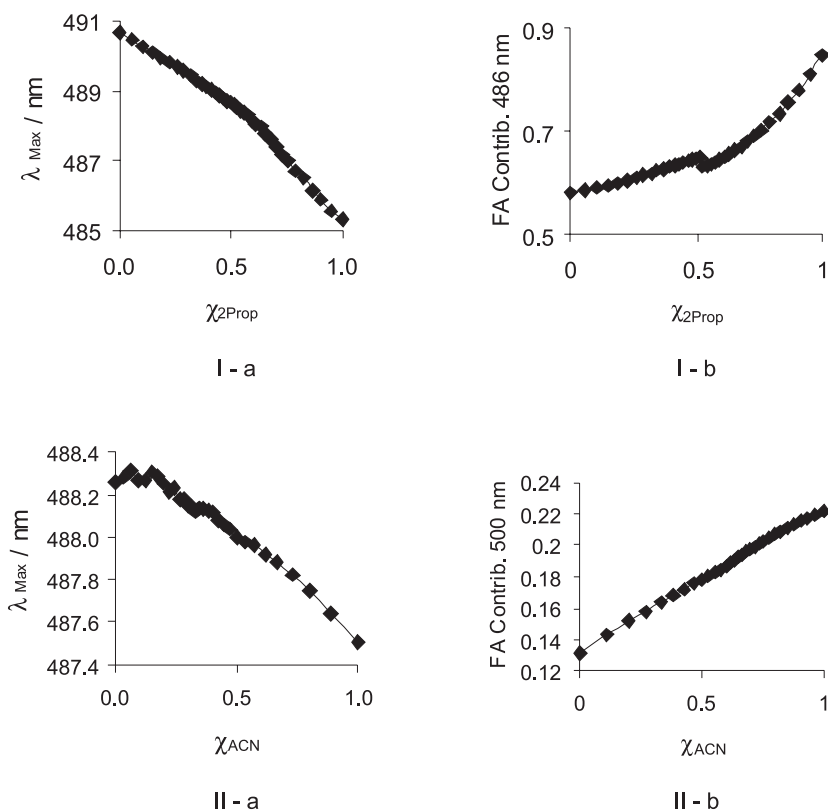 491
489
487
485
λ Max / nm
0.0 0.5 1.0
χ2Prop
I - a
0.9
0.7
0.5
FA Contrib. 486 nm
0 0.5 1
χ2Prop
I - b
488.4
488.2
488.0
487.8
487.6
487.4
λ Max / nm
0.0 0.5 1.0
χACN
II - a
0.24
0.22
0.2
0.18
0.16
0.14
0.12
FA Contrib. 500 nm
0 0.5 1
χACN
II - b